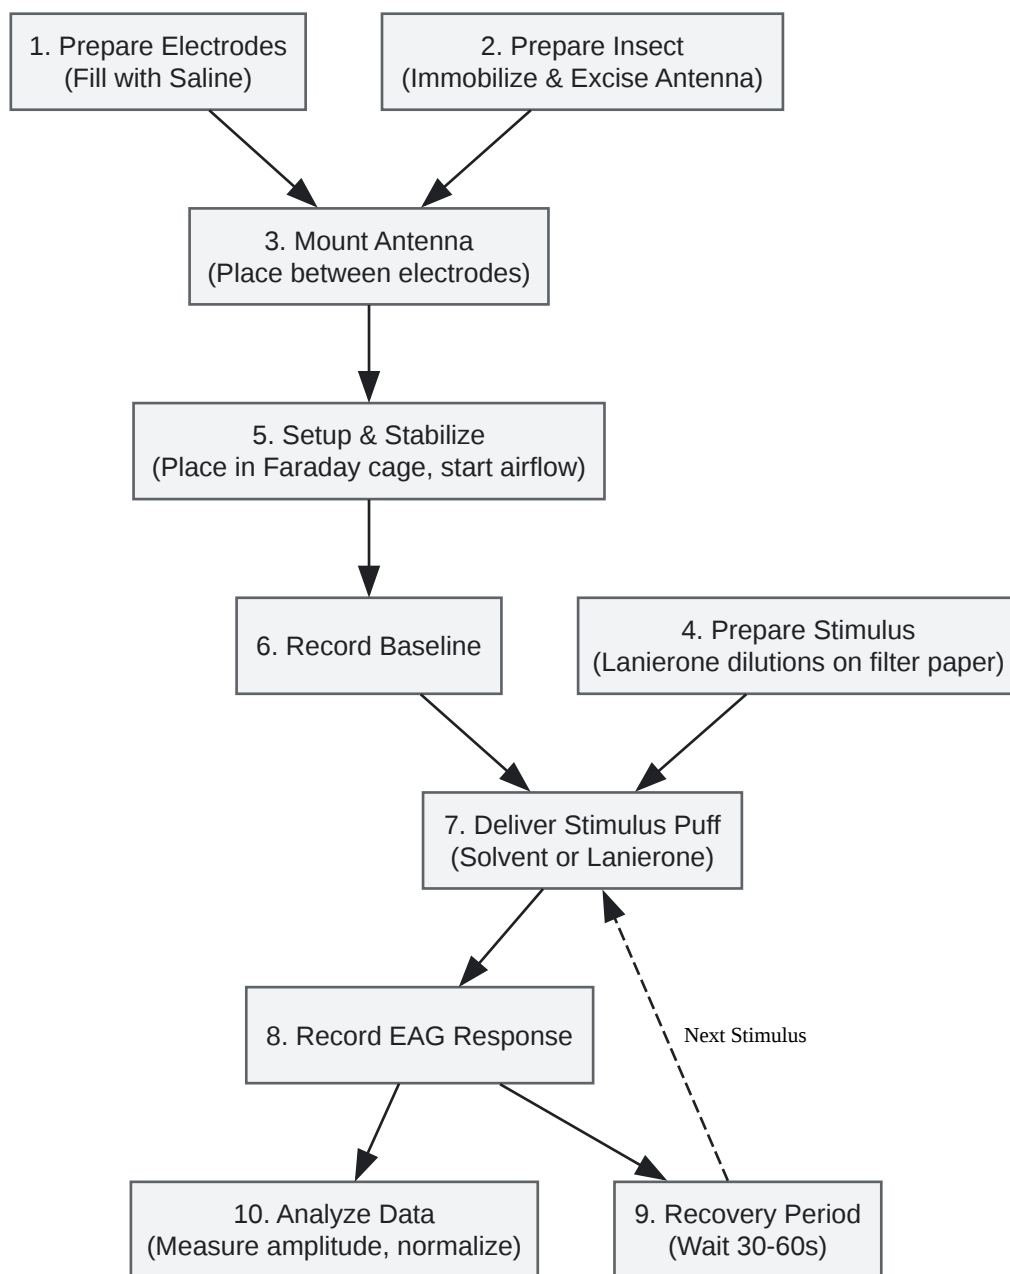 1. Prepare Electrodes
(Fill with Saline)
2. Prepare Insect
(Immobilize & Excise Antenna)
3. Mount Antenna
(Place between electrodes)
5. Setup & Stabilize
(Place in Faraday cage, start airflow)
6. Record Baseline
4. Prepare Stimulus
(Lanierone dilutions on filter paper)
7. Deliver Stimulus Puff
(Solvent or Lanierone)
8. Record EAG Response
Next Stimulus
10. Analyze Data
(Measure amplitude, normalize)
9. Recovery Period
(Wait 30-60s)